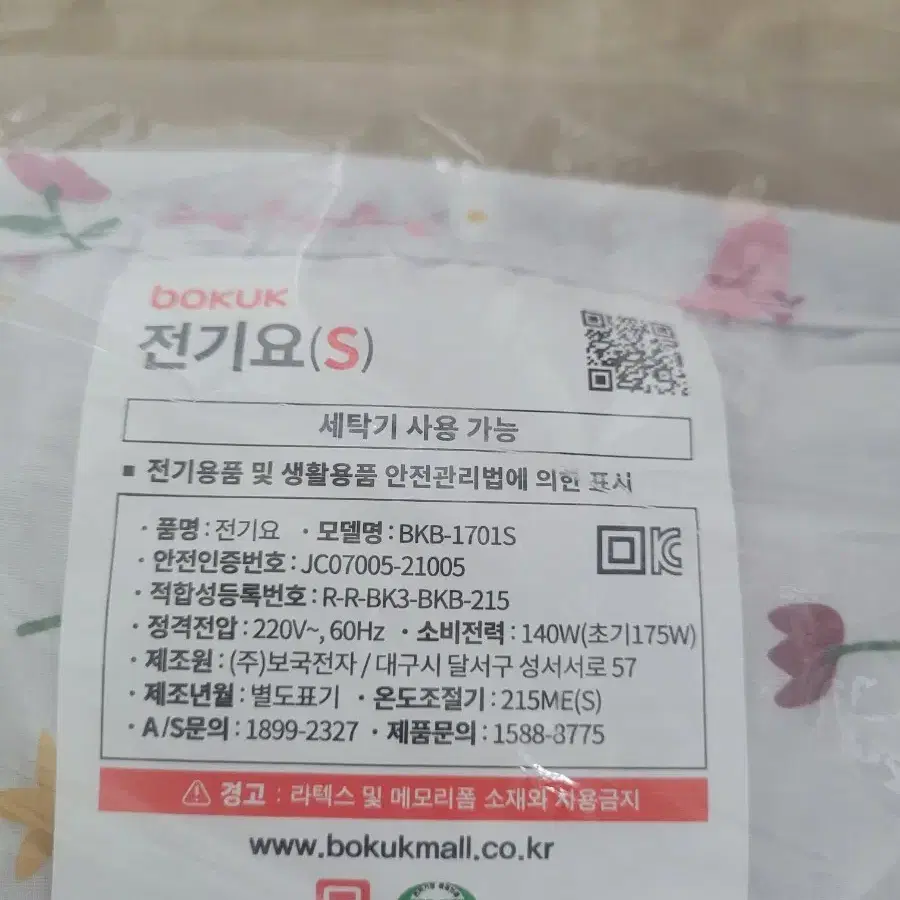 BOKUK
전기요(S)
세탁기 사용 가능
▪ 전기용품 및 생활용품 안전관리법에 의한 표시
· 품명 : 전기요 · 모델명 : BKB-1701S
· 안전인증번호 : JC07005-21005
· 적합성등록번호 : R-R-BK3-BKB-215
· 정격전압 : 220V~, 60Hz · 소비전력 : 140W(초기175W)
· 제조원 : (주)보국전자 / 대구시 달서구 성서서로 57
· 제조년월 : 별도표기 · 온도조절기 : 215ME(S)
· A/S문의 : 1899-2327 · 제품문의 : 1588-8775
경고 : 라텍스 및 메모리폼 소재와 사용금지
www.bokukmall.co.kr